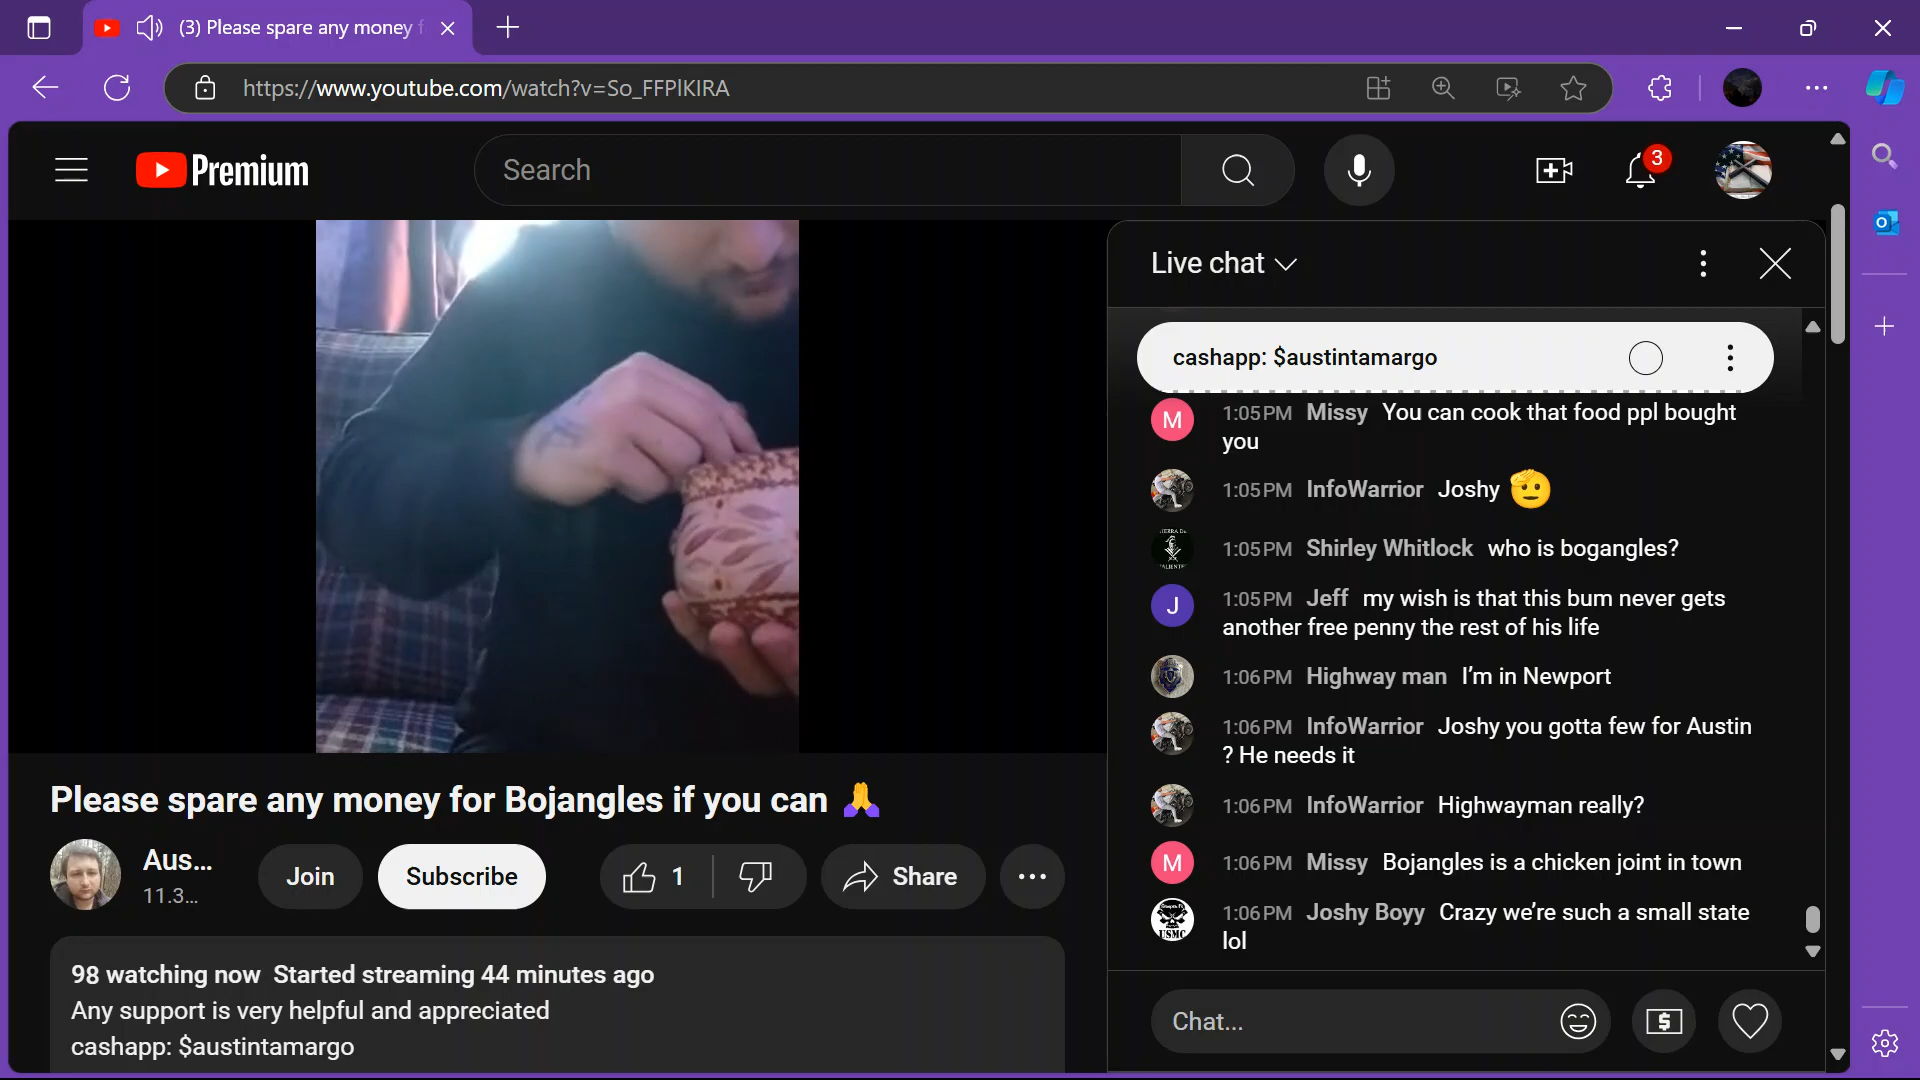 (3) Please spare any money f
https://www.youtube.com/watch?v=So_FFPlKIRA
Premium
Search
3
Live chat
cashapp: $austintamargo
M 1:05 PM Missy You can cook that food ppl bought
you
1:05 PM InfoWarrior Joshy 🫡
1:05 PM Shirley Whitlock who is bogangles?
J 1:05 PM Jeff my wish is that this bum never gets
another free penny the rest of his life
1:06 PM Highway man I'm in Newport
1:06 PM InfoWarrior Joshy you gotta few for Austin
? He needs it
1:06 PM InfoWarrior Highwayman really?
M 1:06 PM Missy Bojangles is a chicken joint in town
USMC
1:06 PM Joshy Boyy Crazy we're such a small state
lol
Chat...
Please spare any money for Bojangles if you can 🙏
Aus...
11.3...
Join
Subscribe
1
Share
98 watching now Started streaming 44 minutes ago
Any support is very helpful and appreciated
cashapp: $austintamargo